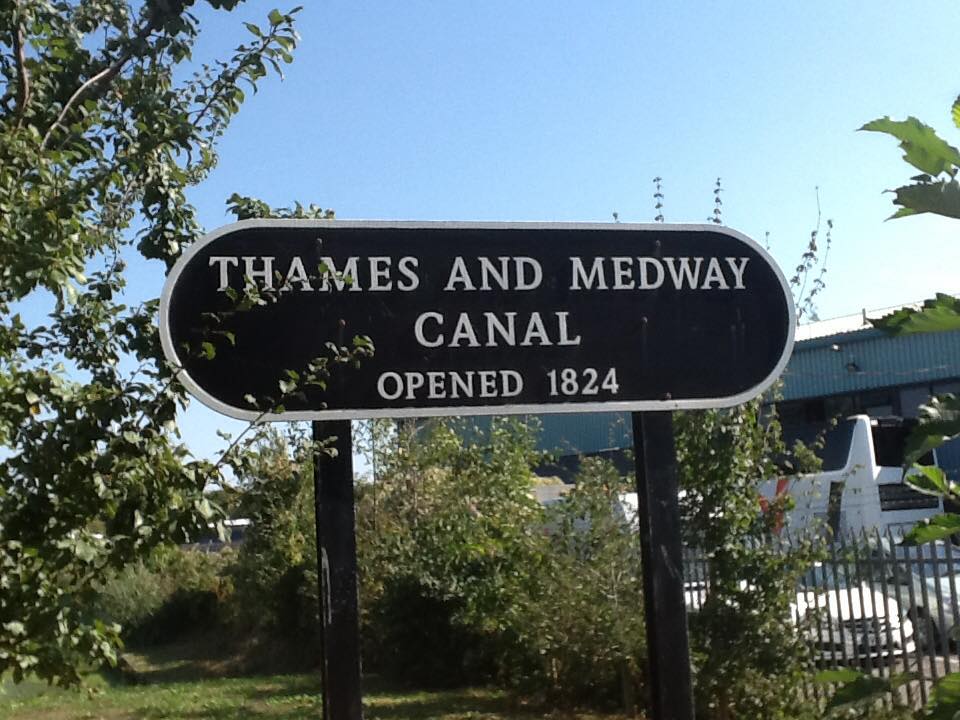 THAMES AND MEDWAY
CANAL
OPENED 1824